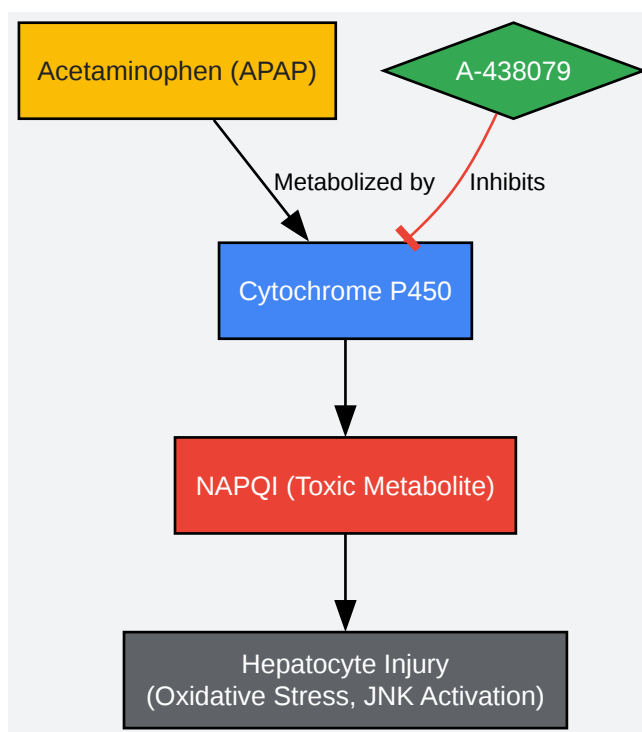 Acetaminophen (APAP)
A-438079
Metabolized by
Inhibits
Cytochrome P450
NAPQI (Toxic Metabolite)
Hepatocyte Injury
(Oxidative Stress, JNK Activation)